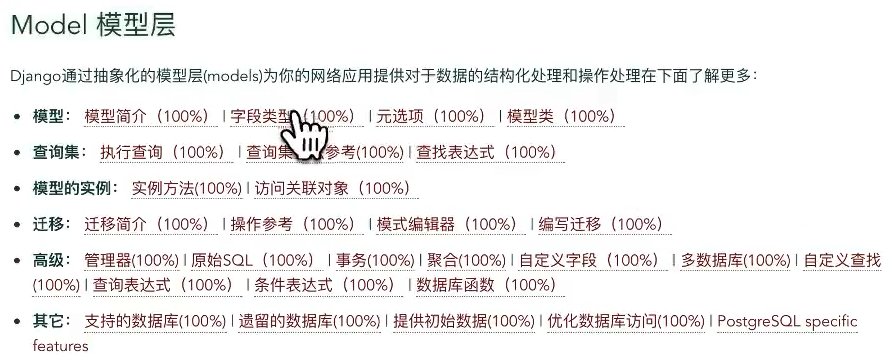 Model 模型层
Django通过抽象化的模型层(models)为你的网络应用提供对于数据的结构化处理和操作处理在下面了解更多：
• 模型： 模型简介（100%） | 字段类型（100%） | 元选项（100%） | 模型类（100%）
• 查询集： 执行查询（100%） | 查询集 参考(100%) | 查找表达式（100%）
• 模型的实例： 实例方法(100%) | 访问关联对象（100%）
• 迁移： 迁移简介（100%） | 操作参考（100%） | 模式编辑器（100%） | 编写迁移（100%）
• 高级： 管理器(100%) | 原始SQL（100%） | 事务(100%) | 聚合(100%) | 自定义字段（100%） | 多数据库(100%) | 自定义查找
(100%) | 查询表达式（100%） | 条件表达式（100%） | 数据库函数（100%）
• 其它： 支持的数据库(100%) | 遗留的数据库(100%) | 提供初始数据(100%) | 优化数据库访问(100%) | PostgreSQL specific
features